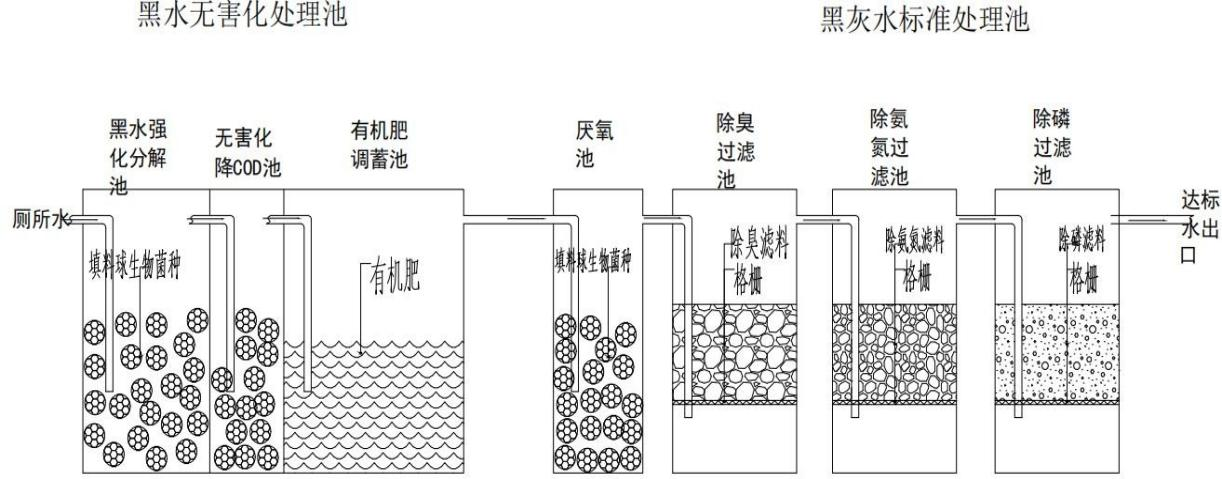 黑水无害化处理池
黑灰水标准处理池
黑水强
化分解
池
无害化
降COD池
有机肥
调蓄池
厌氧
池
除臭
过滤
池
除氨
氮过
滤池
除磷
过滤
池
厕所水
达标
水出
口
填料球生物菌种
有机肥
填料球生物菌种
除臭滤料
格栅
除氨氮滤料
格栅
除磷滤料
格栅